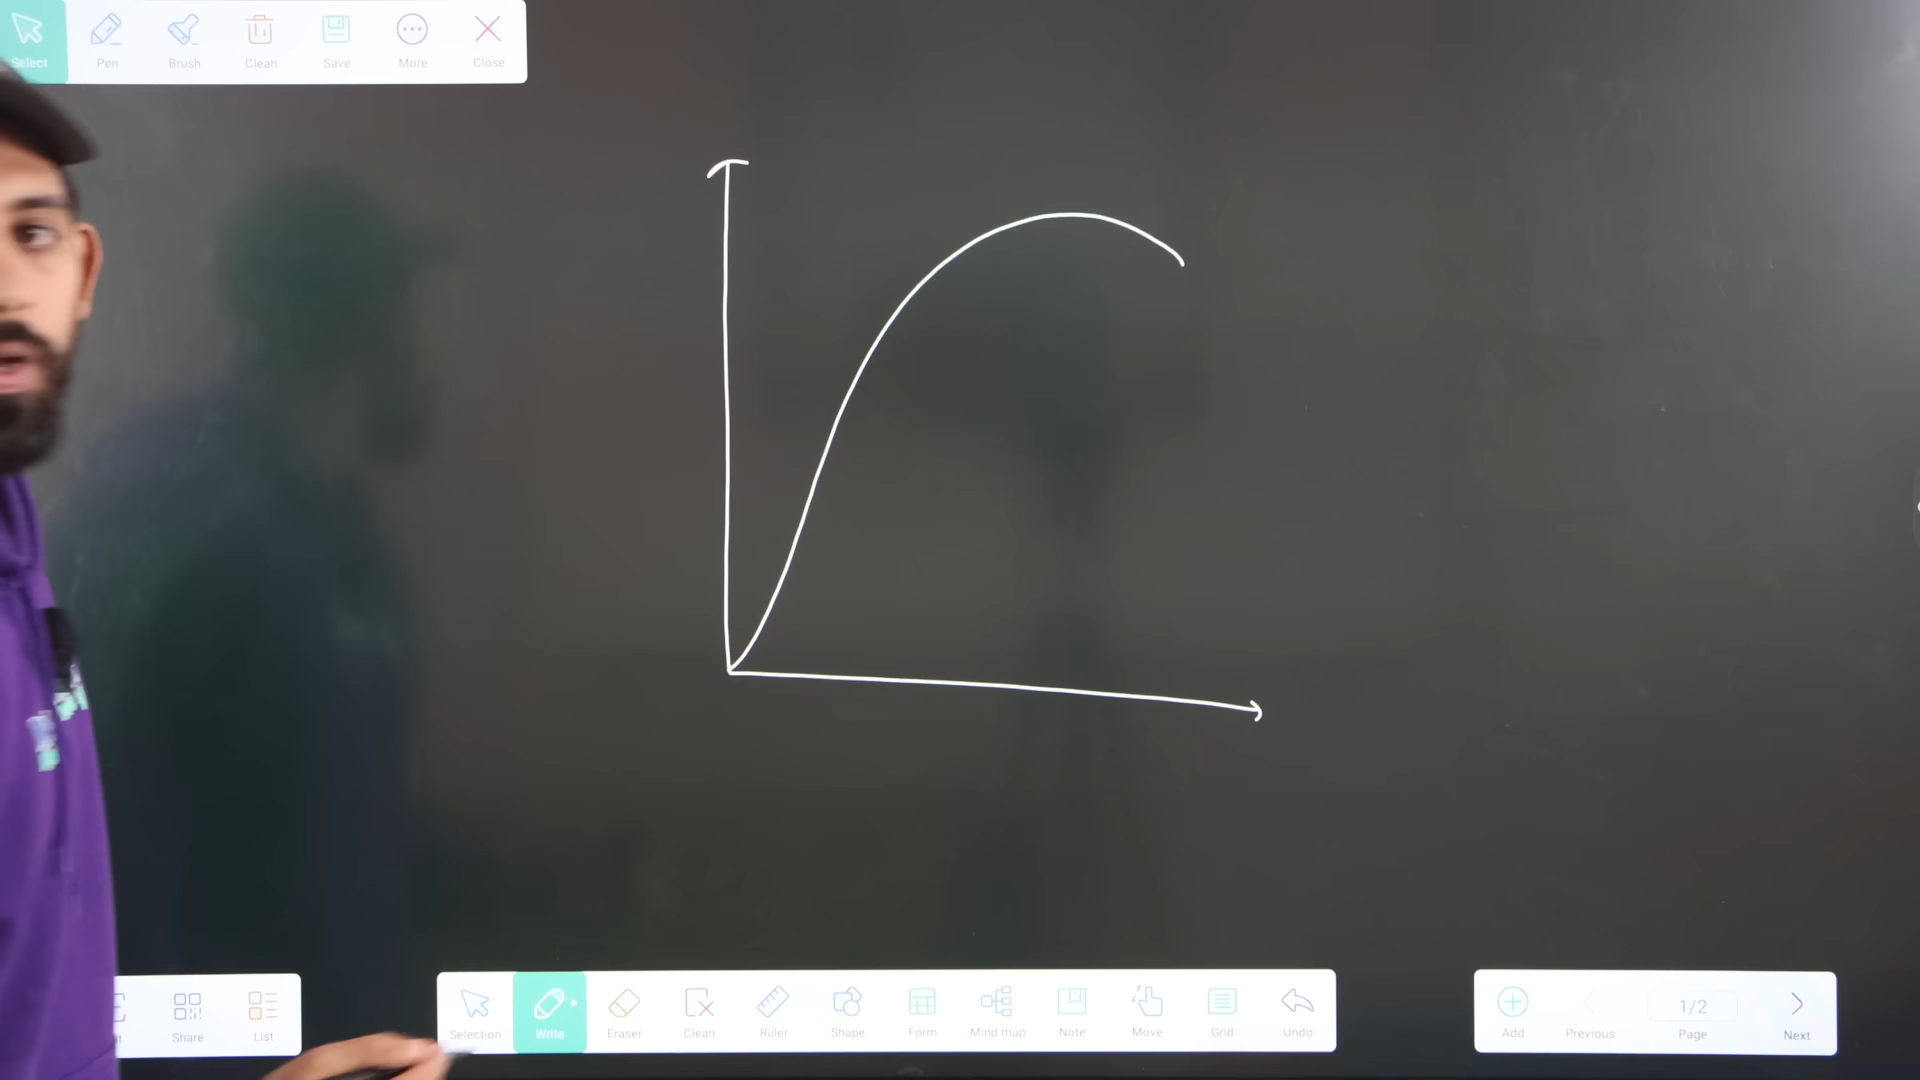 Select Pen Brush Clean Save More Close
Share List
Selection Write Eraser Clean Ruler Shape Form Mind map Note Move Grid Undo
Add Previous 1/2 Page Next